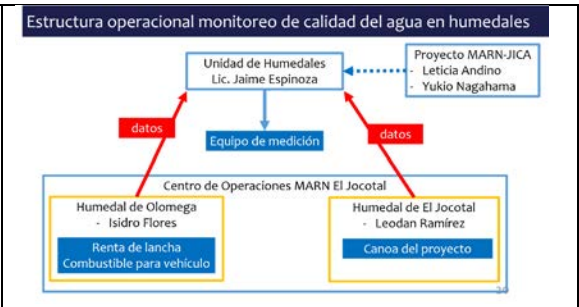 Estructura operacional monitoreo de calidad del agua en humedales
Unidad de Humedales
Lic. Jaime Espinoza
Proyecto MARN-JICA
- Leticia Andino
- Yukio Nagahama
datos
Equipo de medición
datos
Centro de Operaciones MARN El Jocotal
Humedal de Olomega
- Isidro Flores
Renta de lancha
Combustible para vehículo
Humedal de El Jocotal
- Leodan Ramírez
Canoa del proyecto